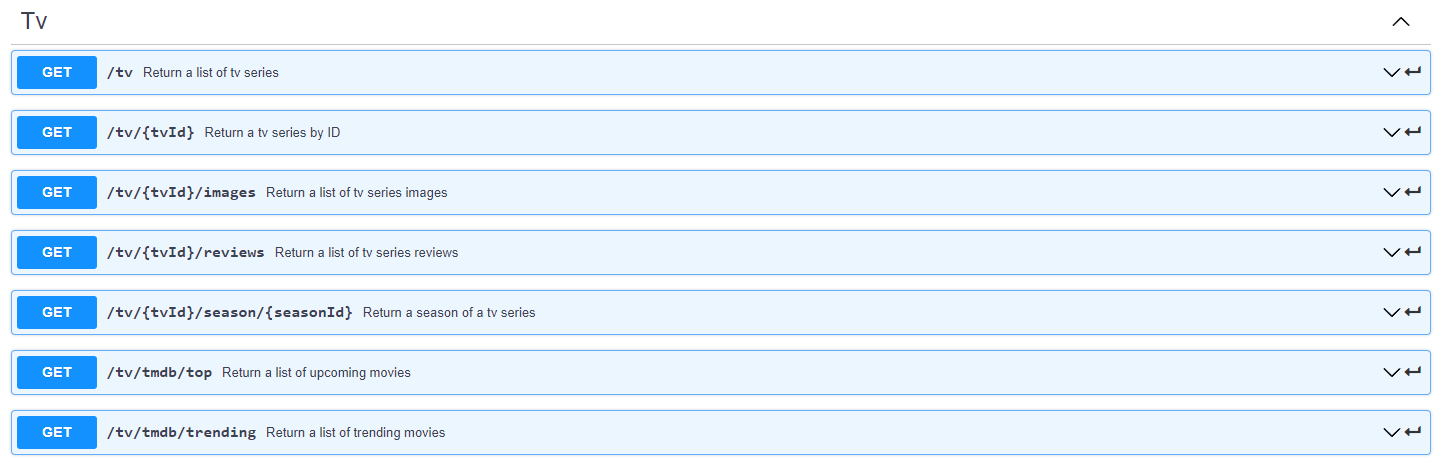 Tv
GET /tv Return a list of tv series
GET /tv/{tvId} Return a tv series by ID
GET /tv/{tvId}/images Return a list of tv series images
GET /tv/{tvId}/reviews Return a list of tv series reviews
GET /tv/{tvId}/season/{seasonId} Return a season of a tv series
GET /tv/tmdb/top Return a list of upcoming movies
GET /tv/tmdb/trending Return a list of trending movies